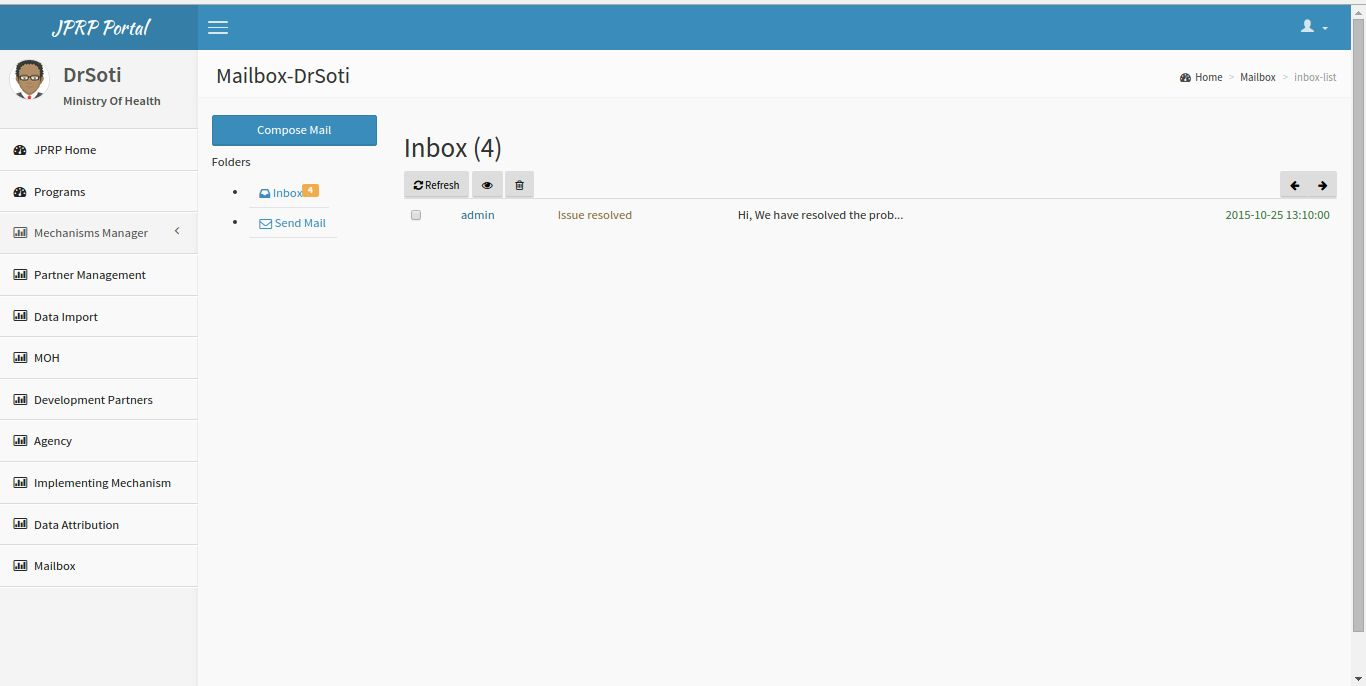 JPRP Portal
DrSoti
Ministry Of Health
JPRP Home
Programs
Mechanisms Manager
Partner Management
Data Import
MOH
Development Partners
Agency
Implementing Mechanism
Data Attribution
Mailbox
Mailbox-DrSoti
Home > Mailbox > inbox-list
Compose Mail
Folders
Inbox 4
Send Mail
Inbox (4)
Refresh
admin Issue resolved Hi, We have resolved the prob... 2015-10-25 13:10:00